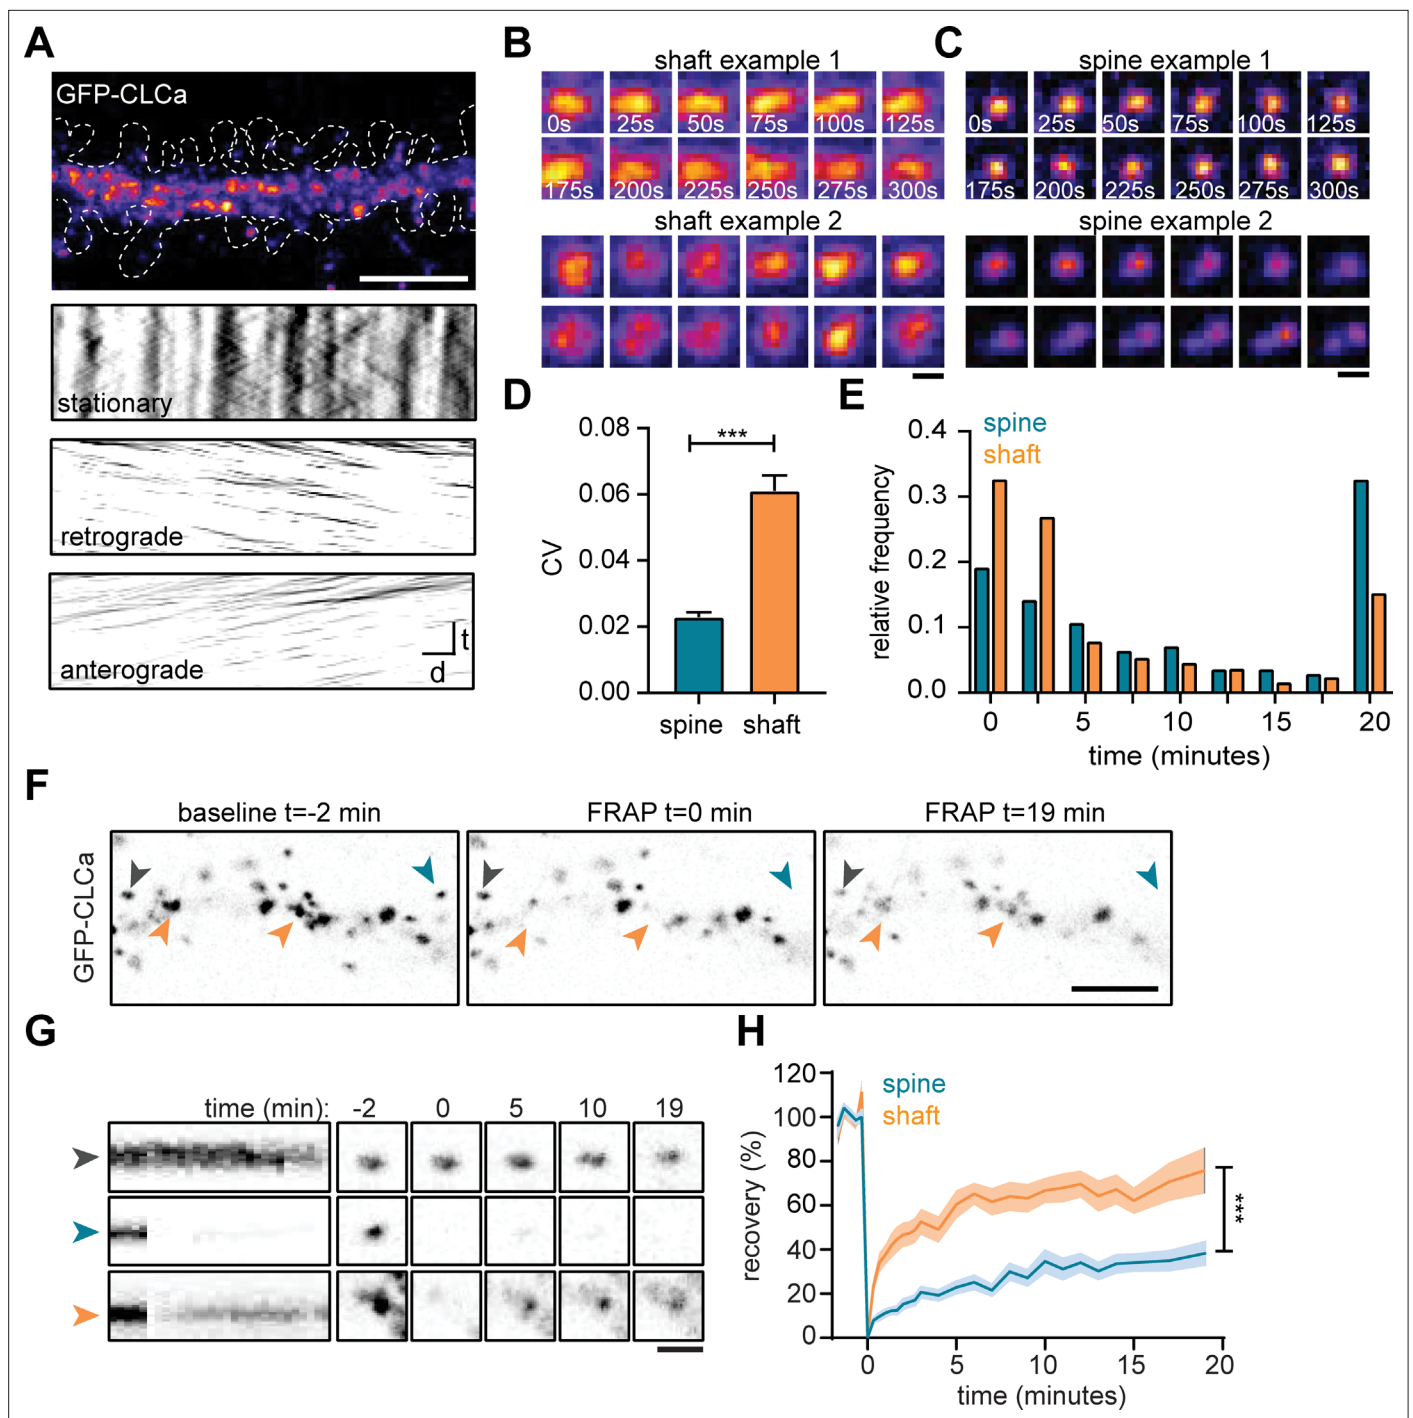 A
GFP-CLCa
stationary
retrograde
anterograde
t
d
B
shaft example 1
0s 25s 50s 75s 100s 125s
175s 200s 225s 250s 275s 300s
shaft example 2
C
spine example 1
0s 25s 50s 75s 100s 125s
175s 200s 225s 250s 275s 300s
spine example 2
D
0.08
0.06
0.04
0.02
0.00
CV
***
spine shaft
E
spine
shaft
0.4
0.3
0.2
0.1
0.0
relative frequency
0 5 10 15 20
time (minutes)
F
baseline t=-2 min FRAP t=0 min FRAP t=19 min
GFP-CLCa
G
time (min): -2 0 5 10 19
H
spine
shaft
120
100
80
60
40
20
0
recovery (%)
***
0 5 10 15 20
time (minutes)